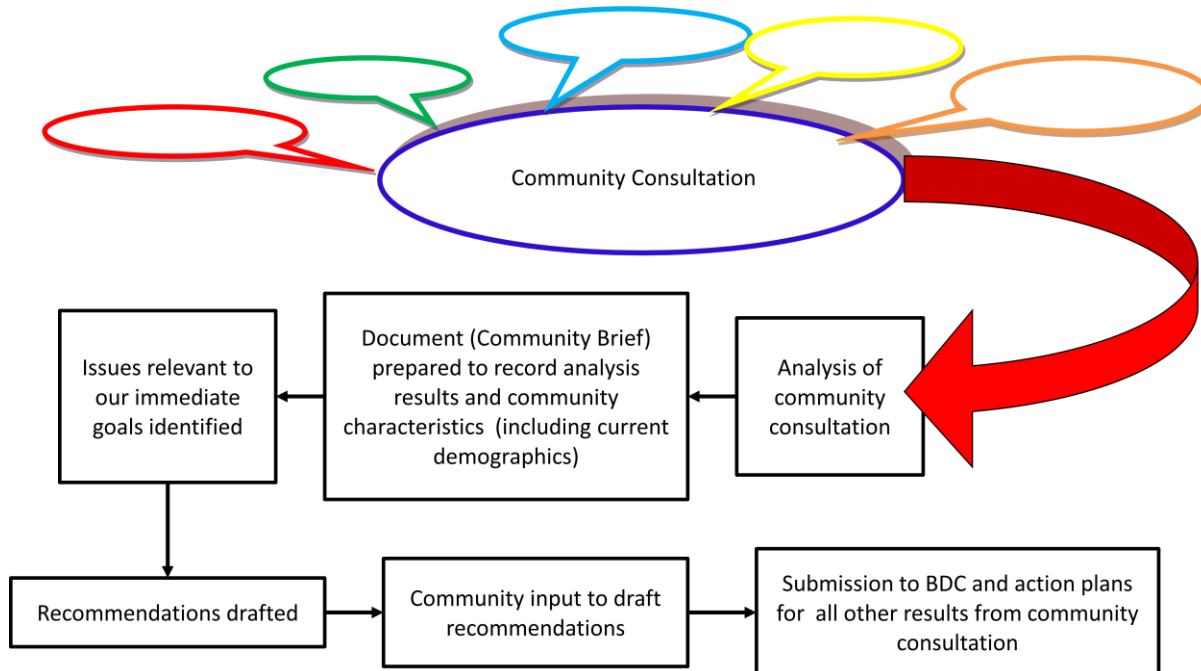 Community Consultation
Analysis of
community
consultation
Document (Community Brief)
prepared to record analysis
results and community
characteristics (including current
demographics)
Issues relevant to
our immediate
goals identified
Recommendations drafted
Community input to draft
recommendations
Submission to BDC and action plans
for all other results from community
consultation